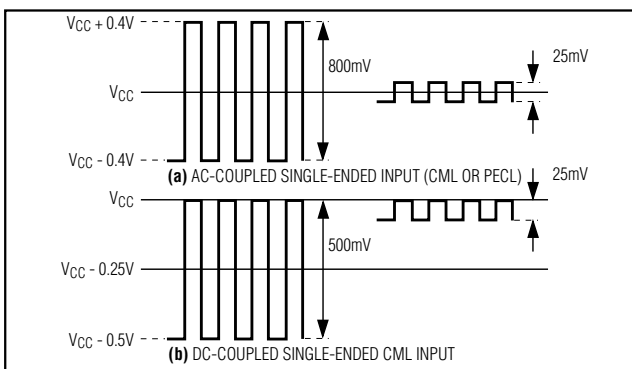 VCC + 0.4V
800mV
25mV
VCC
VCC - 0.4V
(a) AC-COUPLED SINGLE-ENDED INPUT (CML OR PECL)
25mV
VCC
500mV
VCC - 0.25V
VCC - 0.5V
(b) DC-COUPLED SINGLE-ENDED CML INPUT